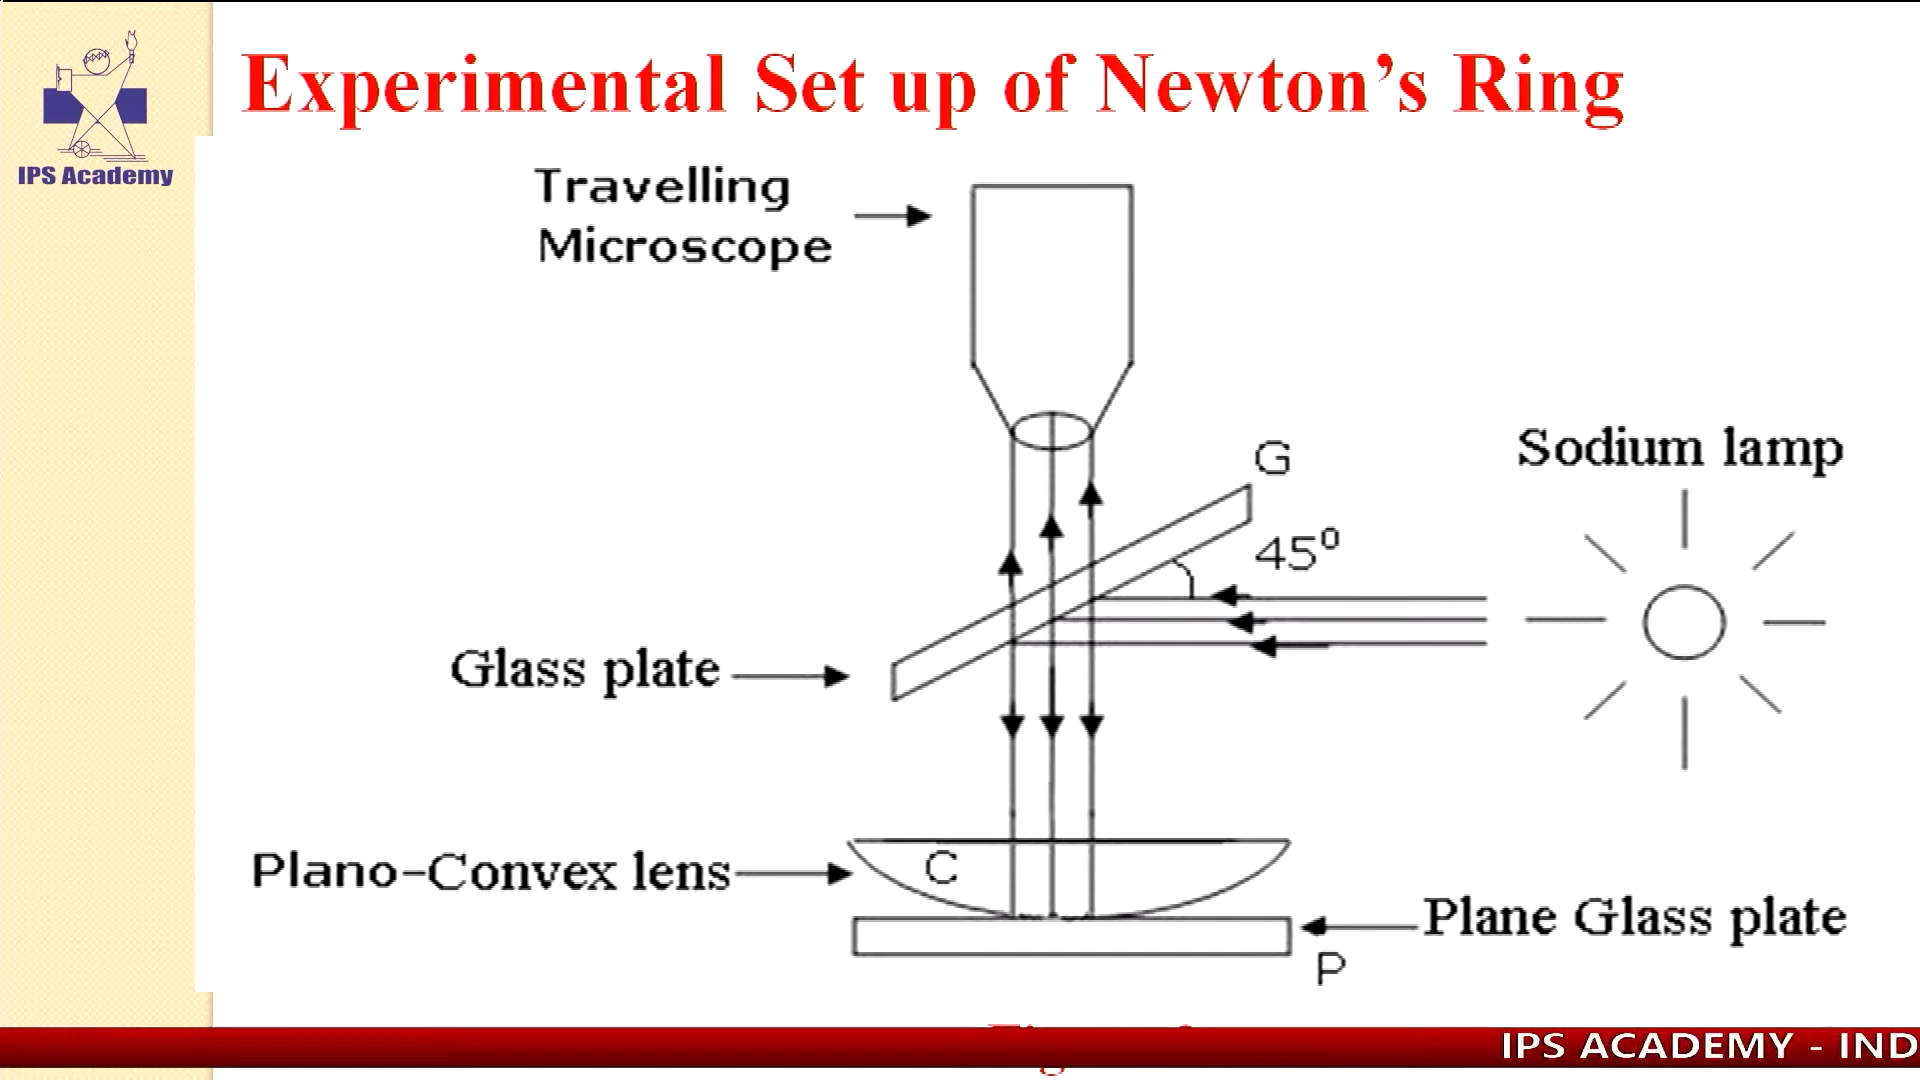 Experimental Set up of Newton's Ring
IPS Academy
Travelling
Microscope
G
Sodium lamp
45⁰
Glass plate
Plano-Convex lens
C
Plane Glass plate
P
IPS ACADEMY - IND